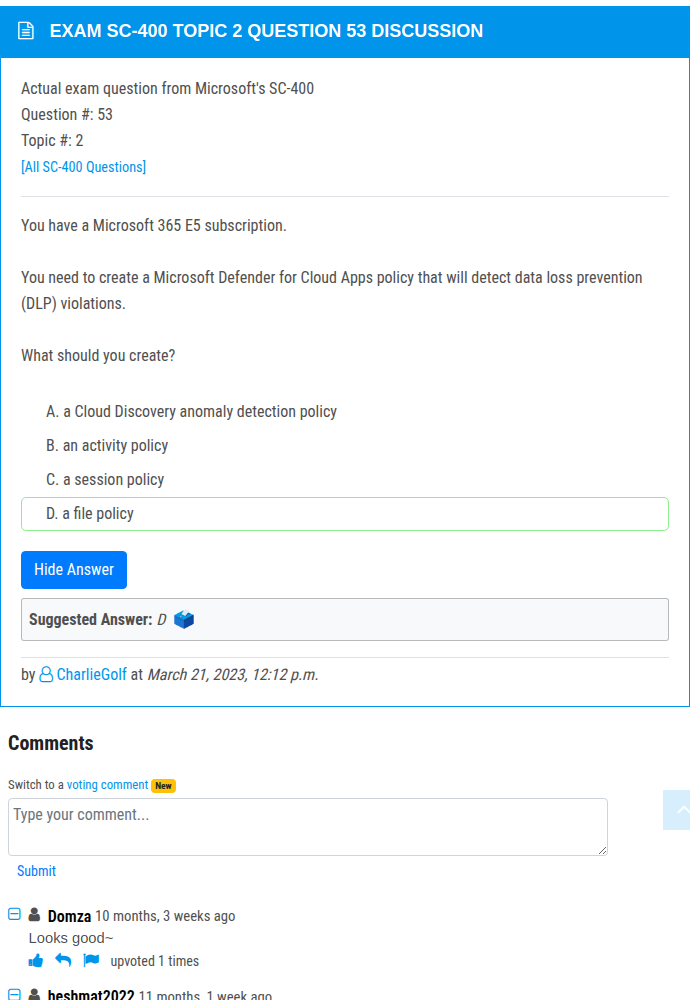 EXAM SC-400 TOPIC 2 QUESTION 53 DISCUSSION
Actual exam question from Microsoft's SC-400
Question #: 53
Topic #: 2
[All SC-400 Questions]
You have a Microsoft 365 E5 subscription.
You need to create a Microsoft Defender for Cloud Apps policy that will detect data loss prevention
(DLP) violations.
What should you create?
A. a Cloud Discovery anomaly detection policy
B. an activity policy
C. a session policy
D. a file policy
Hide Answer
Suggested Answer: D
by CharlieGolf at March 21, 2023, 12:12 p.m.
Comments
Switch to a voting comment New
Type your comment...
Submit
Domza 10 months, 3 weeks ago
Looks good~
upvoted 1 times
heshmat2022 11 months, 1 week ago